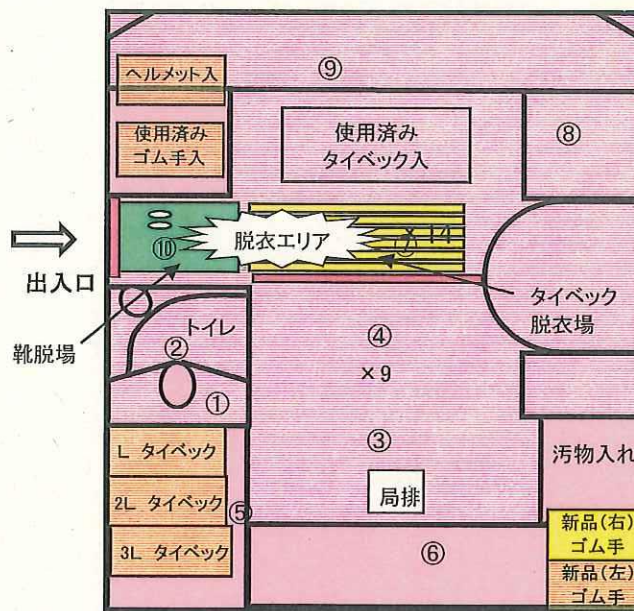 ⑨
ヘルメット入
使用済み
ゴム手入
使用済み
タイベック入
⑧
⑩
脱衣エリア
⑦
×14
出入口
靴脱場
トイレ
②
①
④
×9
③
局排
タイベック
脱衣場
L タイベック
2L タイベック
3L タイベック
⑤
⑥
汚物入れ
新品(右)
ゴム手
新品(左)
ゴム手